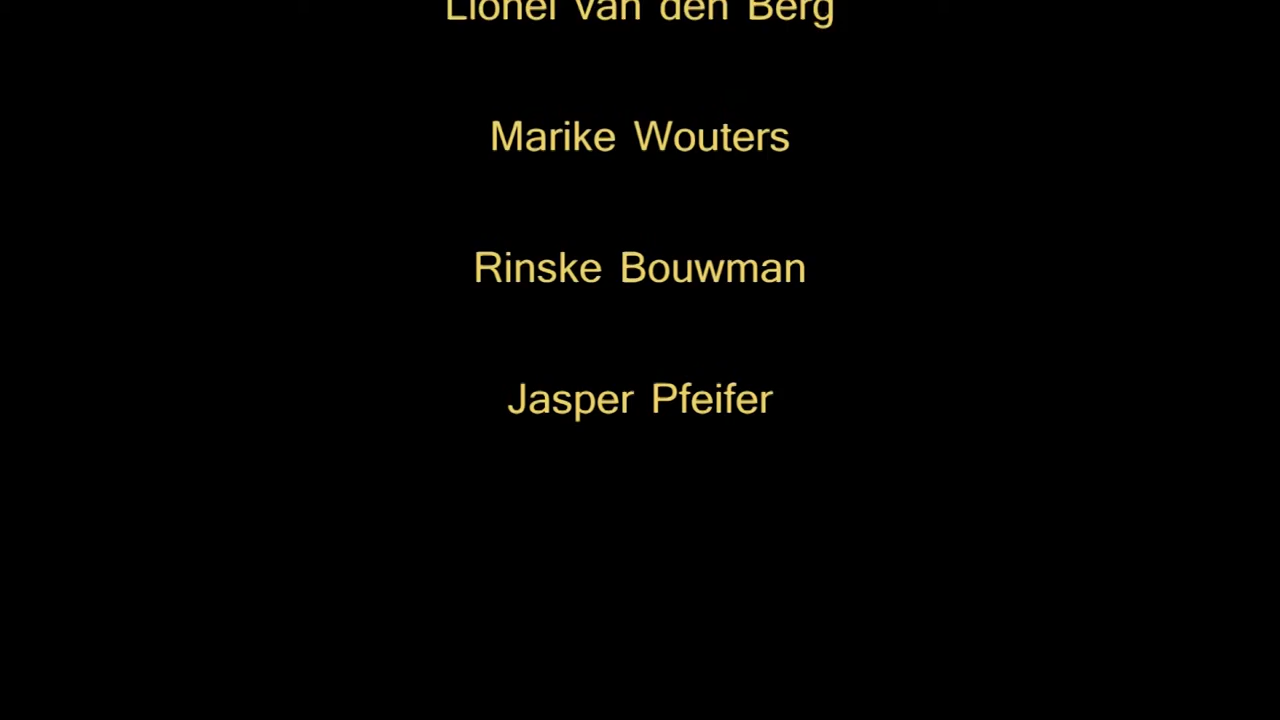 Lionel van den Berg
Marike Wouters
Rinske Bouwman
Jasper Pfeifer